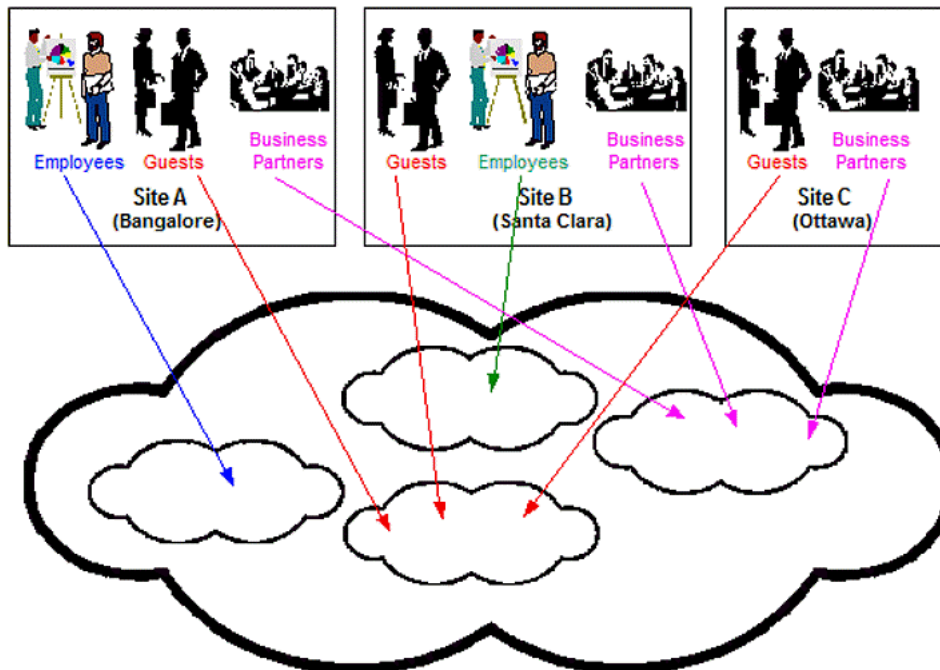 Employees
Guests
Business
Partners
Site A
(Bangalore)
Guests
Employees
Business
Partners
Site B
(Santa Clara)
Guests
Business
Partners
Site C
(Ottawa)